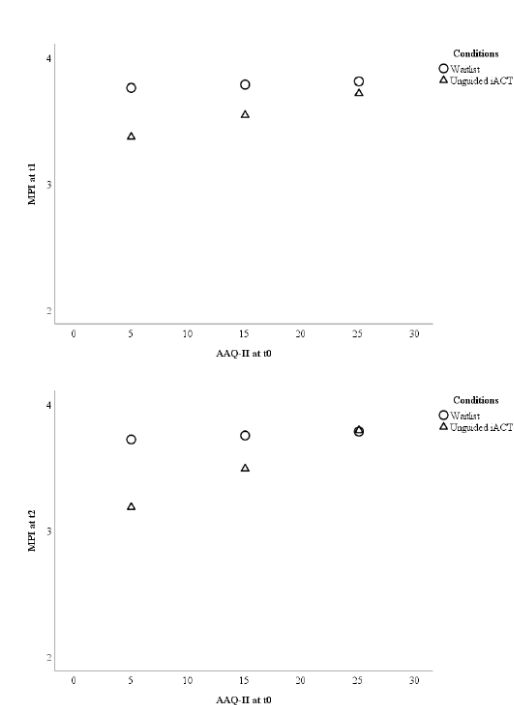 4
Conditions
Waitlist
Unguided iACT
MPI at t1
3
2
0 5 10 15 20 25 30
AAQ-II at t0
4
Conditions
Waitlist
Unguided iACT
MPI at t2
3
2
0 5 10 15 20 25 30
AAQ-II at t0